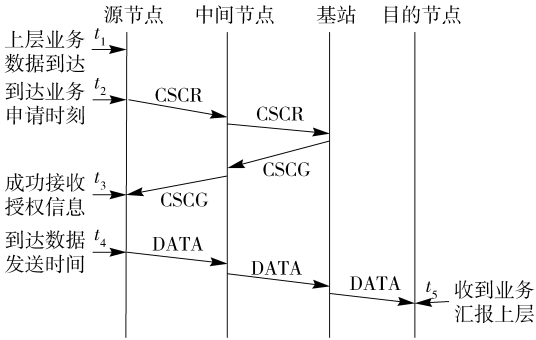 源节点 中间节点 基站 目的节点
上层业务
数据到达
t1
到达业务
申请时刻
t2
CSCR
CSCR
CSCG
成功接收
授权信息
t3
CSCG
到达数据
发送时间
t4
DATA
DATA
DATA
t5
收到业务
汇报上层